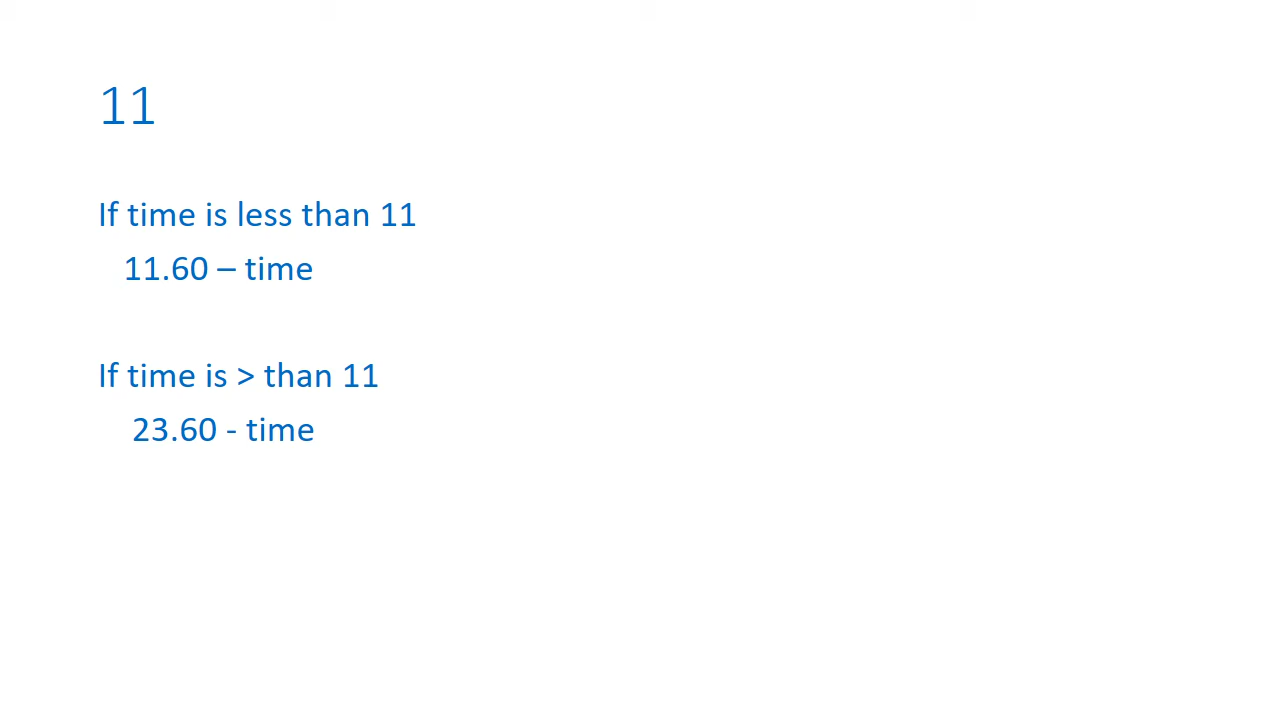 11
If time is less than 11
11.60 – time
If time is > than 11
23.60 - time